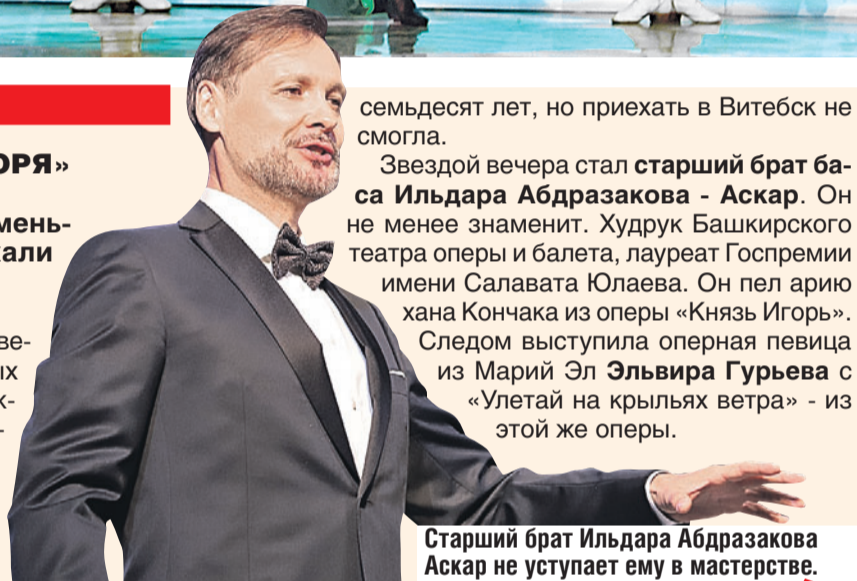 ОРЯ»
мень-
али
ве-
ых
к-
-
семьдесят лет, но приехать в Витебск не
смогла.
Звездой вечера стал старший брат ба-
са Ильдара Абдразакова - Аскар. Он
не менее знаменит. Худрук Башкирского
театра оперы и балета, лауреат Госпремии
имени Салавата Юлаева. Он пел арию
хана Кончака из оперы «Князь Игорь».
Следом выступила оперная певица
из Марий Эл Эльвира Гурьева с
«Улетай на крыльях ветра» - из
этой же оперы.
Старший брат Ильдара Абдразакова
Аскар не уступает ему в мастерстве.